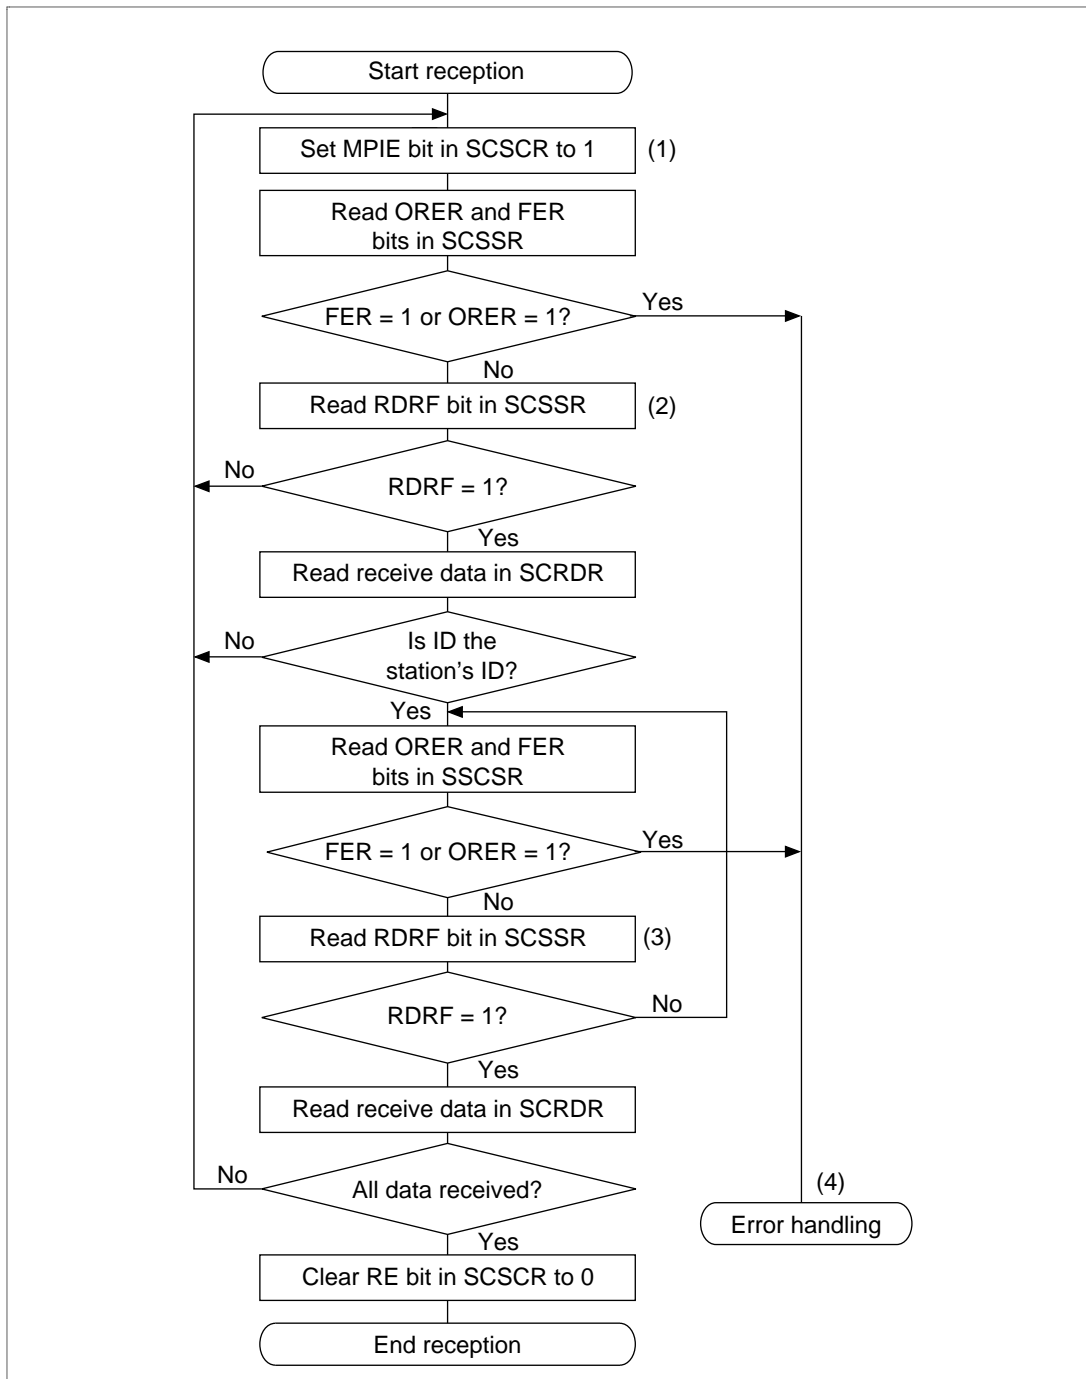 Start reception
Set MPIE bit in SCSCR to 1
(1)
Read ORER and FER
bits in SCSSR
FER = 1 or ORER = 1?
Yes
No
Read RDRF bit in SCSSR
(2)
No
RDRF = 1?
Yes
Read receive data in SCRDR
No
Is ID the
station's ID?
Yes
Read ORER and FER
bits in SSCSR
FER = 1 or ORER = 1?
Yes
No
Read RDRF bit in SCSSR
(3)
RDRF = 1?
No
Yes
Read receive data in SCRDR
No
All data received?
(4)
Error handling
Yes
Clear RE bit in SCSCR to 0
End reception